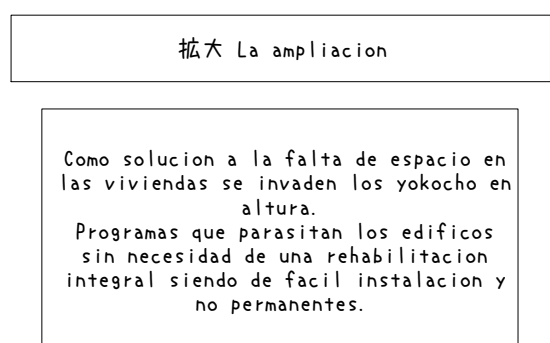 拡大 La ampliacion
Como solucion a la falta de espacio en
las viviendas se invaden los yokocho en
altura.
Programas que parasitan los edificos
sin necesidad de una rehabilitacion
integral siendo de facil instalacion y
no permanentes.